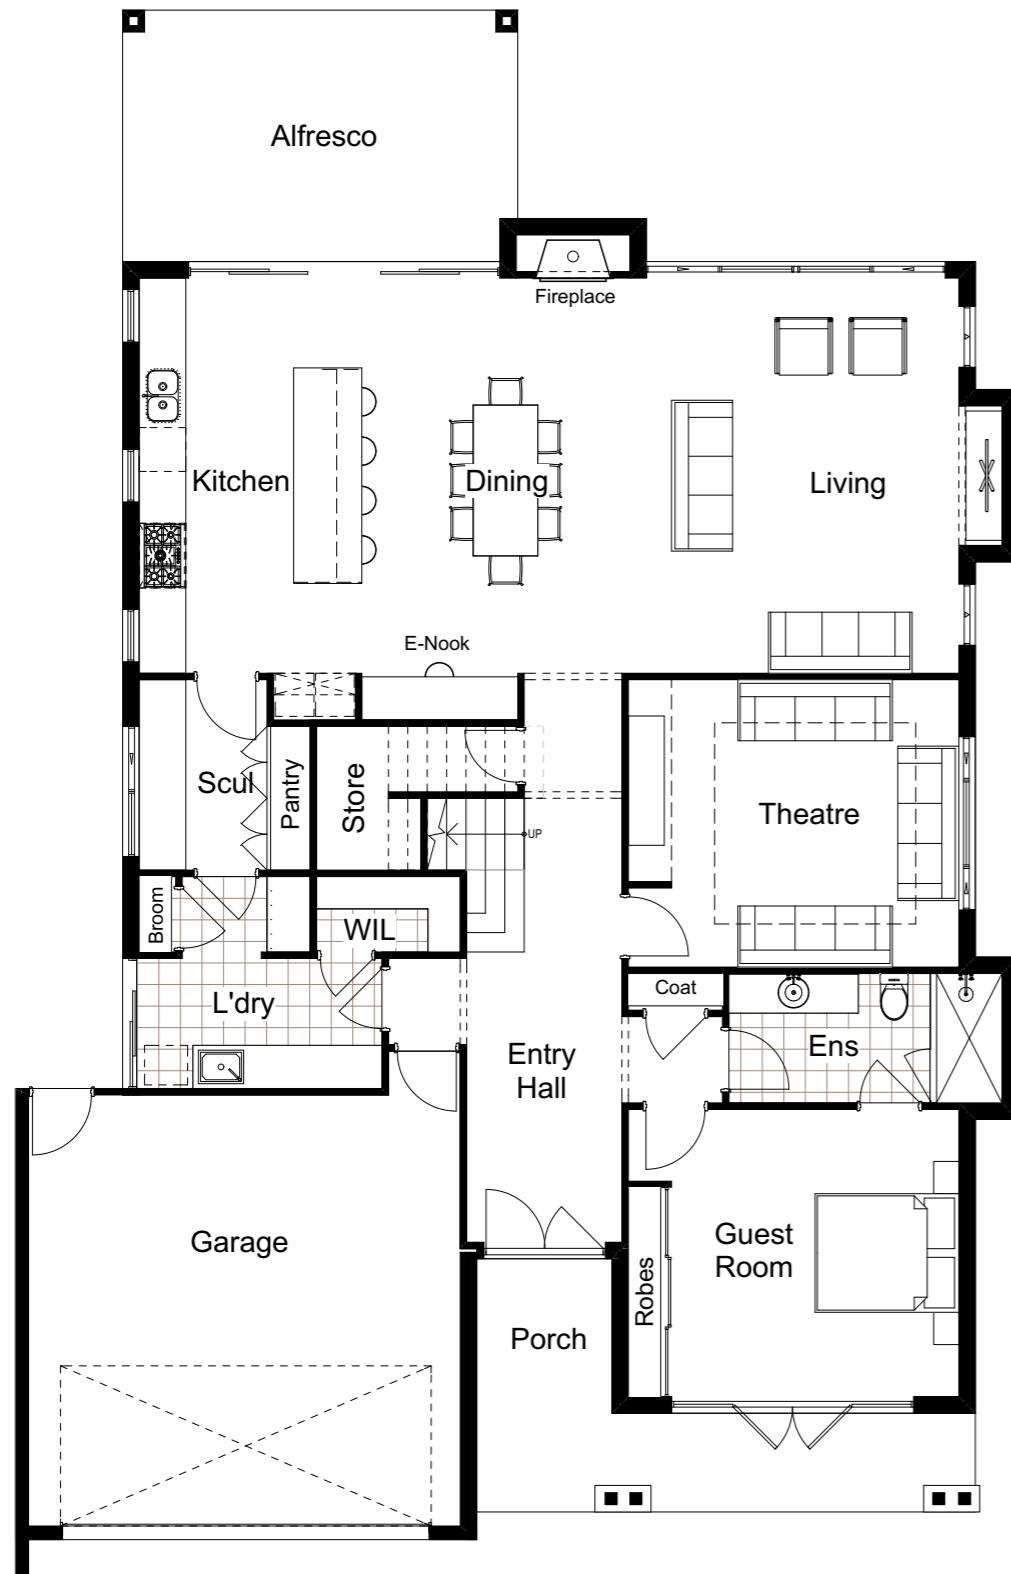 Alfresco
Fireplace
Kitchen
Dining
Living
E-Nook
Scul
Pantry
Store
UP
Theatre
Broom
WIL
L'dry
Coat
Ens
Entry
Hall
Garage
Guest
Room
Robes
Porch